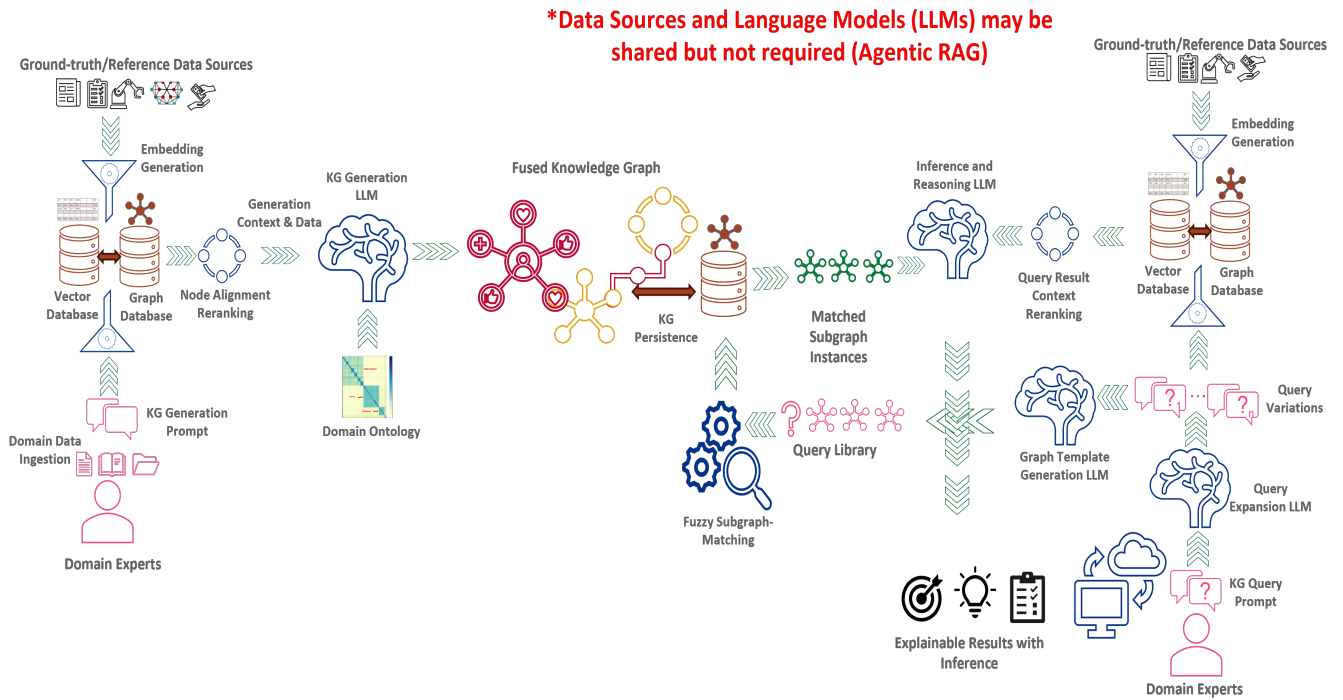 *Data Sources and Language Models (LLMs) may be
shared but not required (Agentic RAG)
Ground-truth/Reference Data Sources
Embedding
Generation
Vector
Database
Graph
Database
Node Alignment
Reranking
Generation
Context & Data
KG Generation
LLM
Domain Ontology
KG Generation
Prompt
Domain Data
Ingestion
Domain Experts
Fused Knowledge Graph
KG
Persistence
Matched
Subgraph
Instances
Fuzzy Subgraph-
Matching
?
Query Library
Inference and
Reasoning LLM
Query Result
Context
Reranking
Ground-truth/Reference Data Sources
Embedding
Generation
Vector
Database
Graph
Database
Graph Template
Generation LLM
?
...
?
Query
Variations
Query
Expansion LLM
?
KG Query
Prompt
Domain Experts
Explainable Results with
Inference